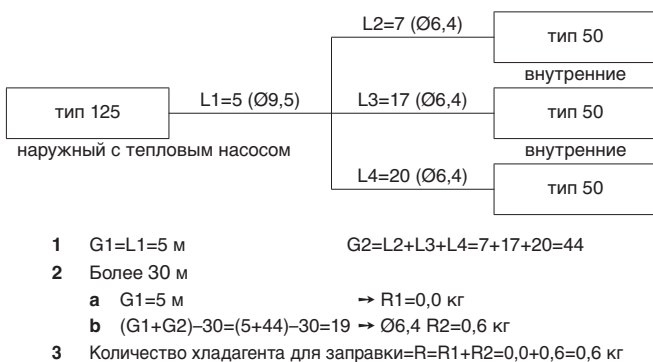 L2=7 (Ø6,4)
тип 50
внутренние
тип 125
L1=5 (Ø9,5)
L3=17 (Ø6,4)
тип 50
наружный с тепловым насосом
внутренние
L4=20 (Ø6,4)
тип 50
1 G1=L1=5 м G2=L2+L3+L4=7+17+20=44
2 Более 30 м
a G1=5 м → R1=0,0 кг
b (G1+G2)–30=(5+44)–30=19 → Ø6,4 R2=0,6 кг
3 Количество хладагента для заправки=R=R1+R2=0,0+0,6=0,6 кг